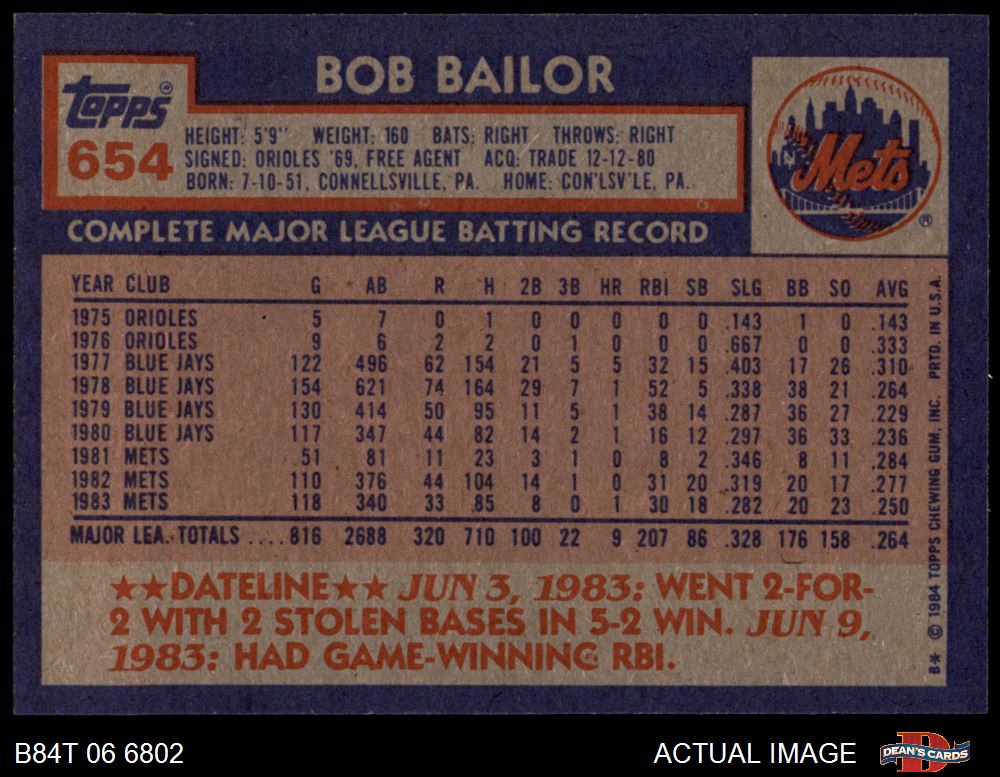 BOB BAILOR
Topps®
654
HEIGHT: 5'9" WEIGHT: 160 BATS: RIGHT THROWS: RIGHT
SIGNED: ORIOLES '69, FREE AGENT ACQ: TRADE 12-12-80
BORN: 7-10-51, CONNELLSVILLE, PA. HOME: CON'LSV'LE, PA.
Mets
®
COMPLETE MAJOR LEAGUE BATTING RECORD
YEAR CLUB G AB R H 2B 3B HR RBI SB SLG BB SO AVG
1975 ORIOLES 5 7 0 1 0 0 0 0 0 .143 1 0 .143
1976 ORIOLES 9 6 2 2 0 1 0 0 0 .667 0 0 .333
1977 BLUE JAYS 122 496 62 154 21 5 5 32 15 .403 17 26 .310
1978 BLUE JAYS 154 621 74 164 29 7 1 52 5 .338 38 21 .264
1979 BLUE JAYS 130 414 50 95 11 5 1 38 14 .287 36 27 .229
1980 BLUE JAYS 117 347 44 82 14 2 1 16 12 .297 36 33 .236
1981 METS 51 81 11 23 3 1 0 8 2 .346 8 11 .284
1982 METS 110 376 44 104 14 1 0 31 20 .319 20 17 .277
1983 METS 118 340 33 85 8 0 1 30 18 .282 20 23 .250
MAJOR LEA. TOTALS ....816 2688 320 710 100 22 9 207 86 .328 176 158 .264
★★DATELINE★★ JUN 3, 1983: WENT 2-FOR-
2 WITH 2 STOLEN BASES IN 5-2 WIN. JUN 9,
1983: HAD GAME-WINNING RBI.
B* © 1984 TOPPS CHEWING GUM, INC. PRTD. IN U.S.A.
B84T 06 6802
ACTUAL IMAGE
DEAN'S CARDS